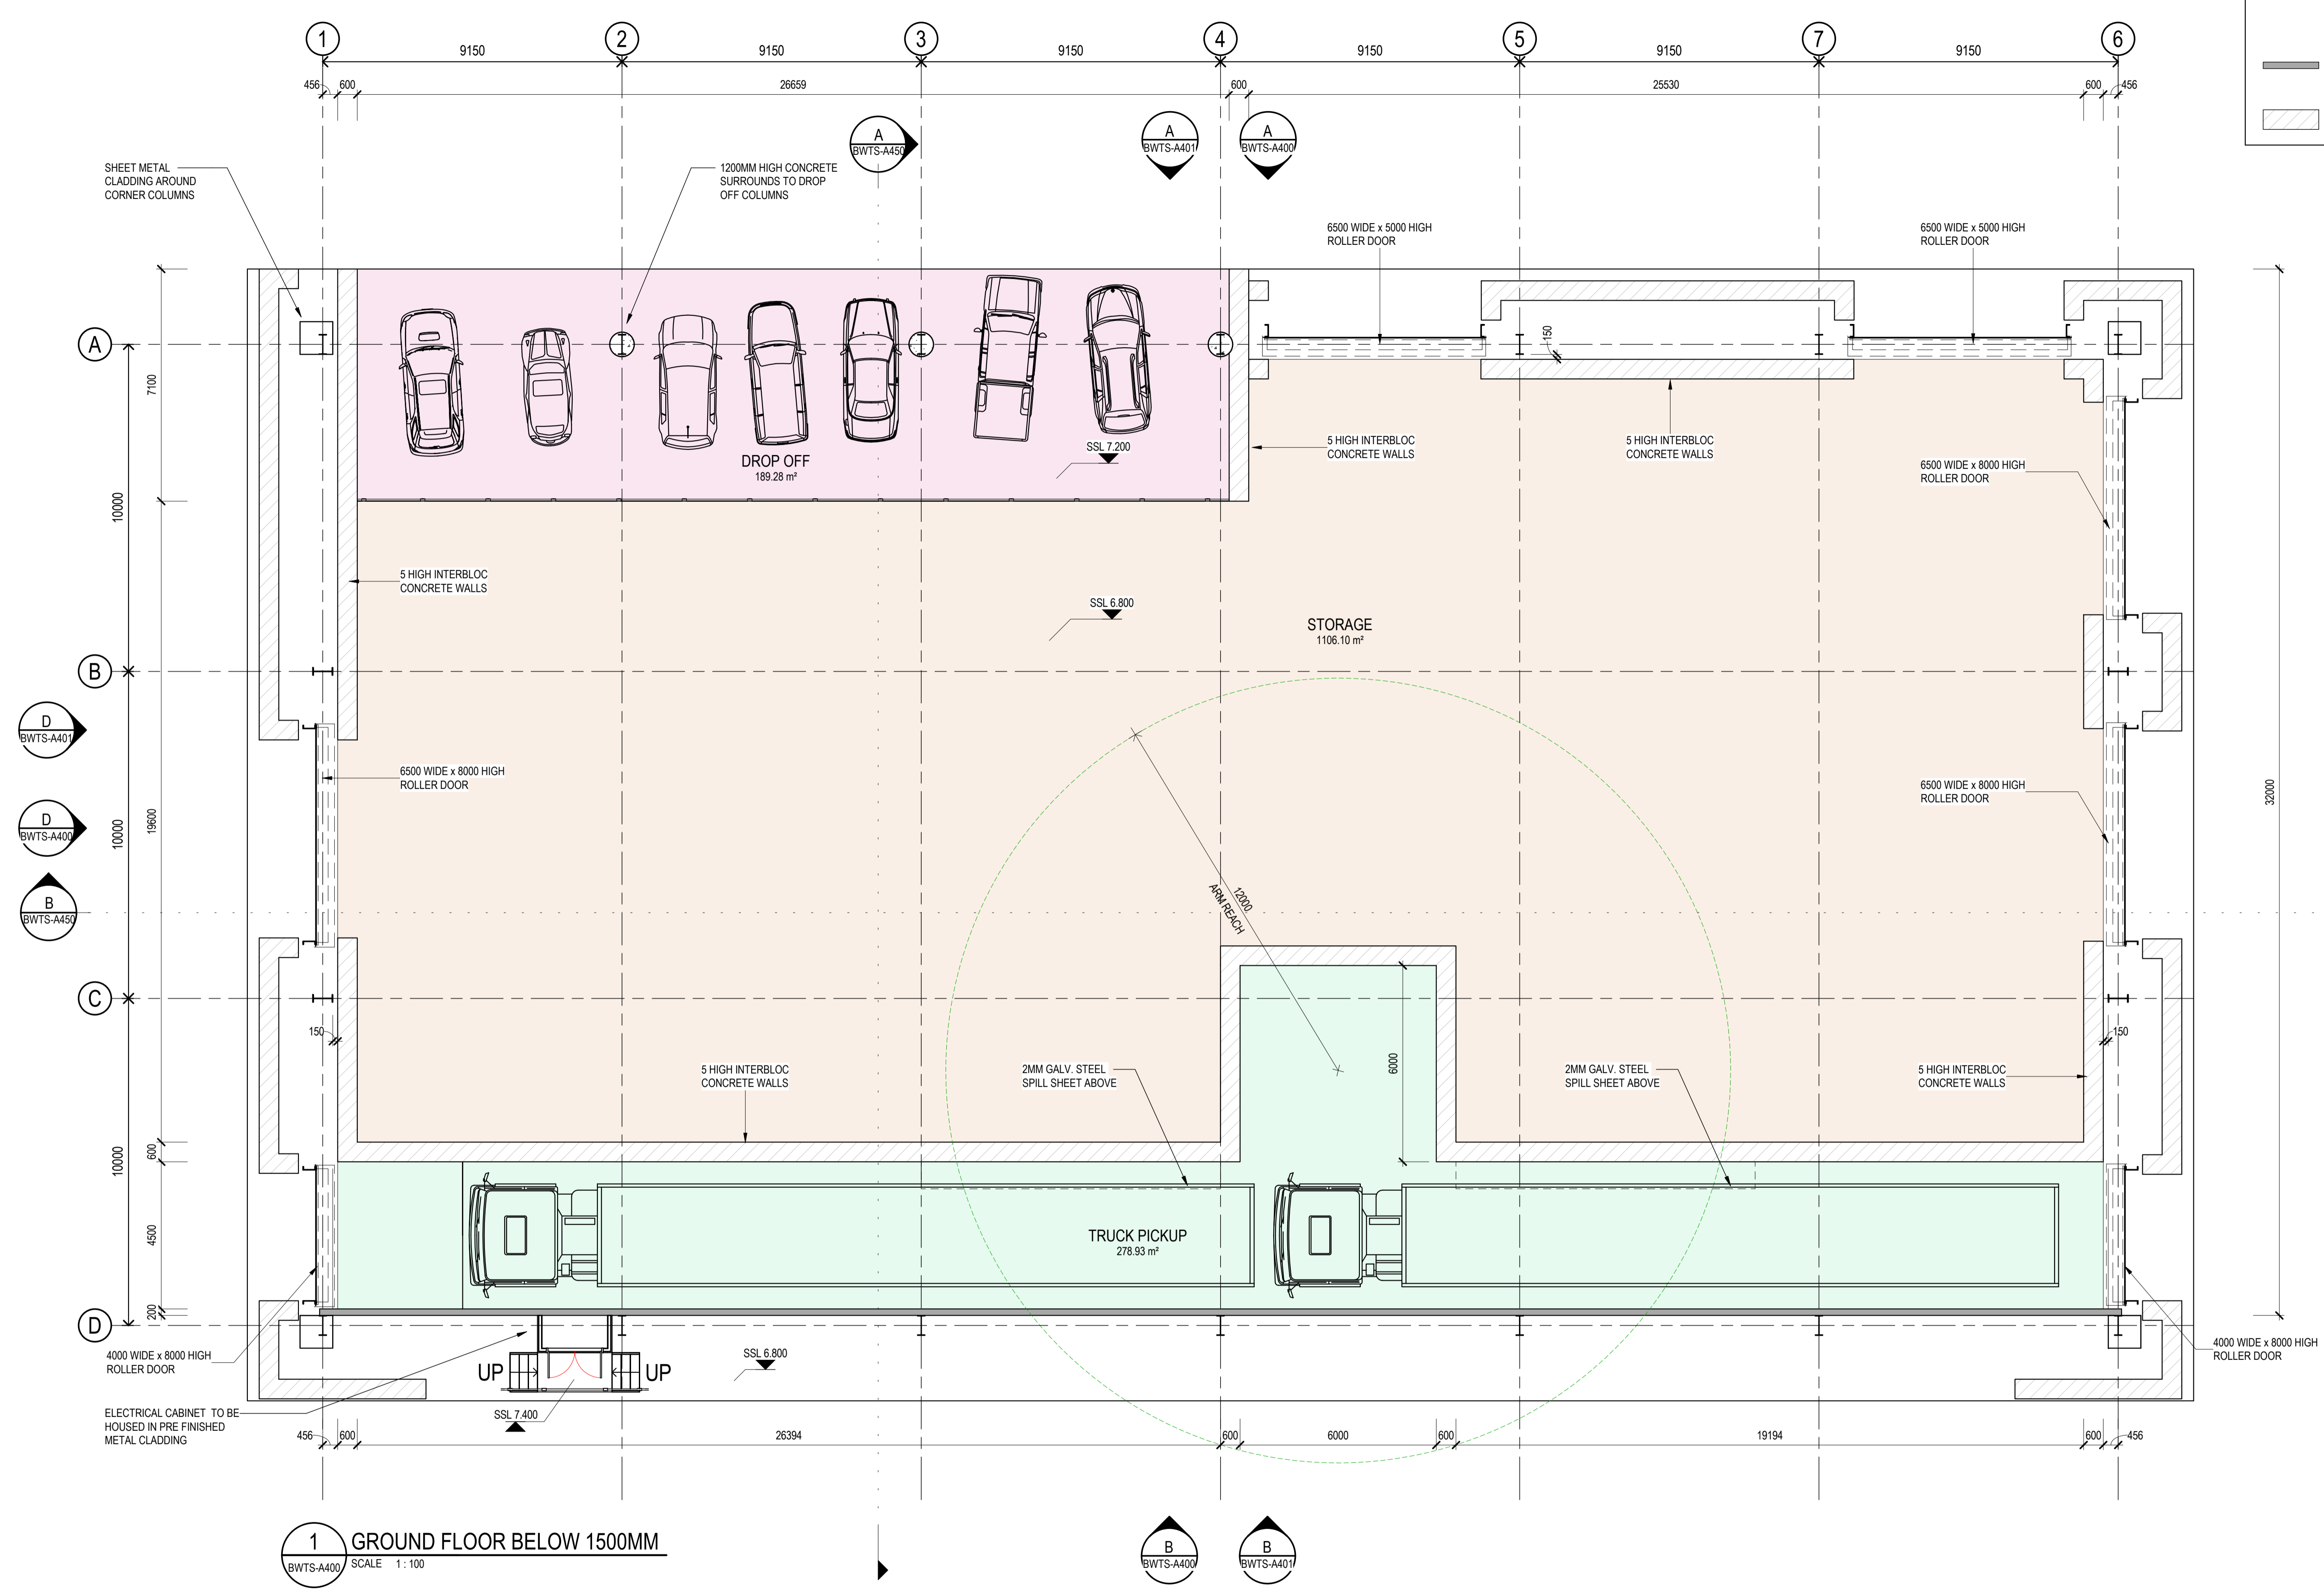 1
2
3
4
5
7
6
9150
9150
9150
9150
9150
9150
456
600
26659
600
25530
600
456
A
BWTS-A450
A
BWTS-A401
A
BWTS-A400
SHEET METAL
CLADDING AROUND
CORNER COLUMNS
1200MM HIGH CONCRETE
SURROUNDS TO DROP
OFF COLUMNS
6500 WIDE x 5000 HIGH
ROLLER DOOR
6500 WIDE x 5000 HIGH
ROLLER DOOR
A
150
7100
SSL 7.200
DROP OFF
189.28 m²
5 HIGH INTERBLOC
CONCRETE WALLS
5 HIGH INTERBLOC
CONCRETE WALLS
6500 WIDE x 8000 HIGH
ROLLER DOOR
10000
5 HIGH INTERBLOC
CONCRETE WALLS
SSL 6.800
STORAGE
1106.10 m²
B
D
BWTS-A401
6500 WIDE x 8000 HIGH
ROLLER DOOR
6500 WIDE x 8000 HIGH
ROLLER DOOR
32000
D
BWTS-A400
10000
19600
B
BWTS-A450
12000
ARM REACH
C
150
150
6000
5 HIGH INTERBLOC
CONCRETE WALLS
2MM GALV. STEEL
SPILL SHEET ABOVE
2MM GALV. STEEL
SPILL SHEET ABOVE
5 HIGH INTERBLOC
CONCRETE WALLS
600
10000
4500
TRUCK PICKUP
278.93 m²
200
D
4000 WIDE x 8000 HIGH
ROLLER DOOR
UP
UP
SSL 6.800
4000 WIDE x 8000 HIGH
ROLLER DOOR
ELECTRICAL CABINET TO BE
HOUSED IN PRE FINISHED
METAL CLADDING
SSL 7.400
456
600
26394
600
6000
600
19194
600
456
1
BWTS-A400
GROUND FLOOR BELOW 1500MM
SCALE 1 : 100
B
BWTS-A400
B
BWTS-A401